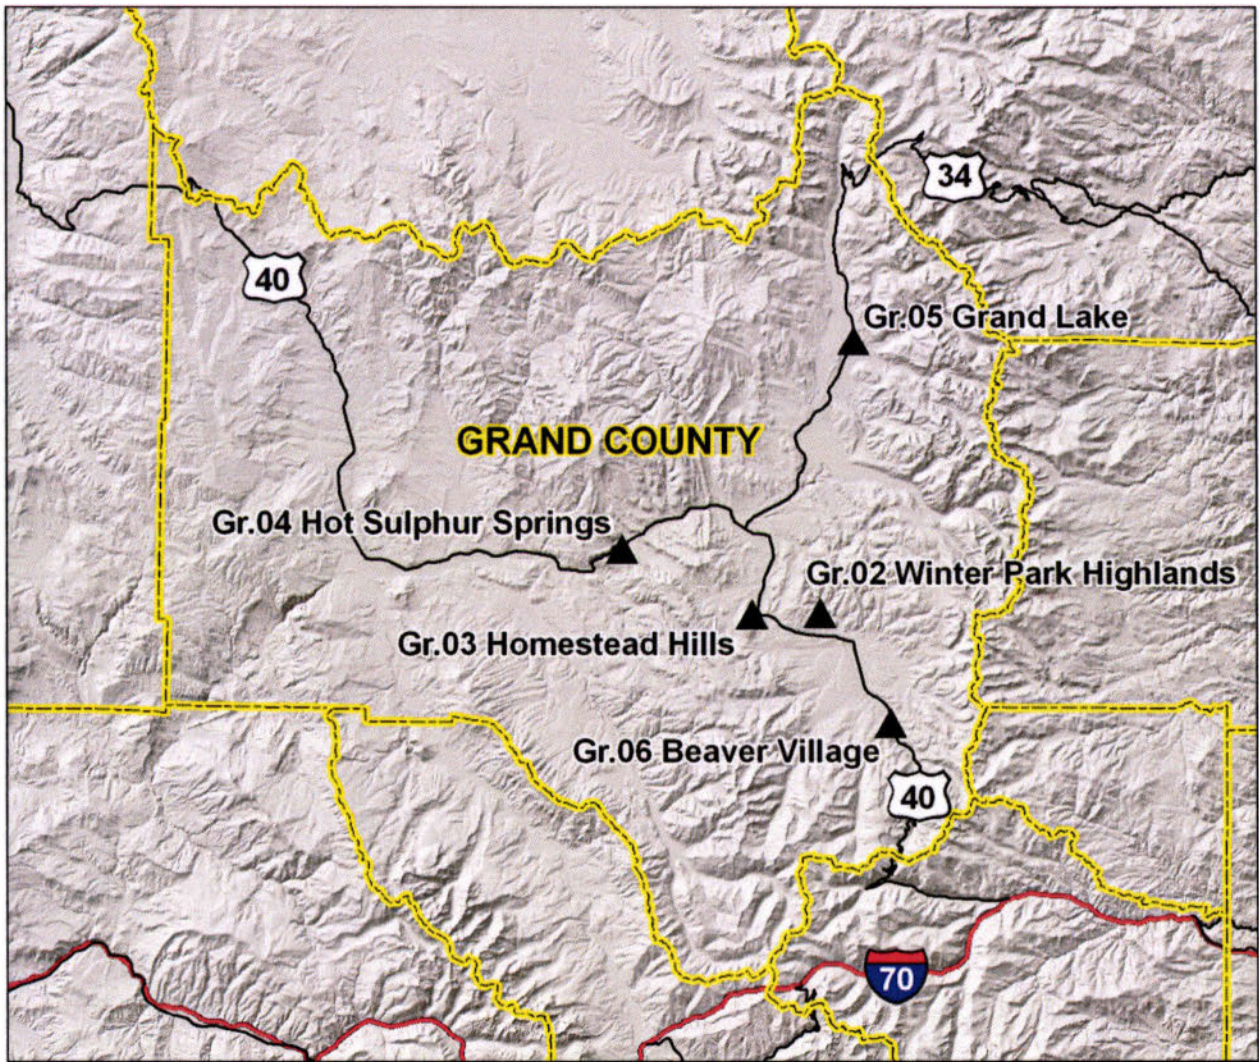 34
40
Gr.05 Grand Lake
GRAND COUNTY
Gr.04 Hot Sulphur Springs
Gr.02 Winter Park Highlands
Gr.03 Homestead Hills
Gr.06 Beaver Village
40
70